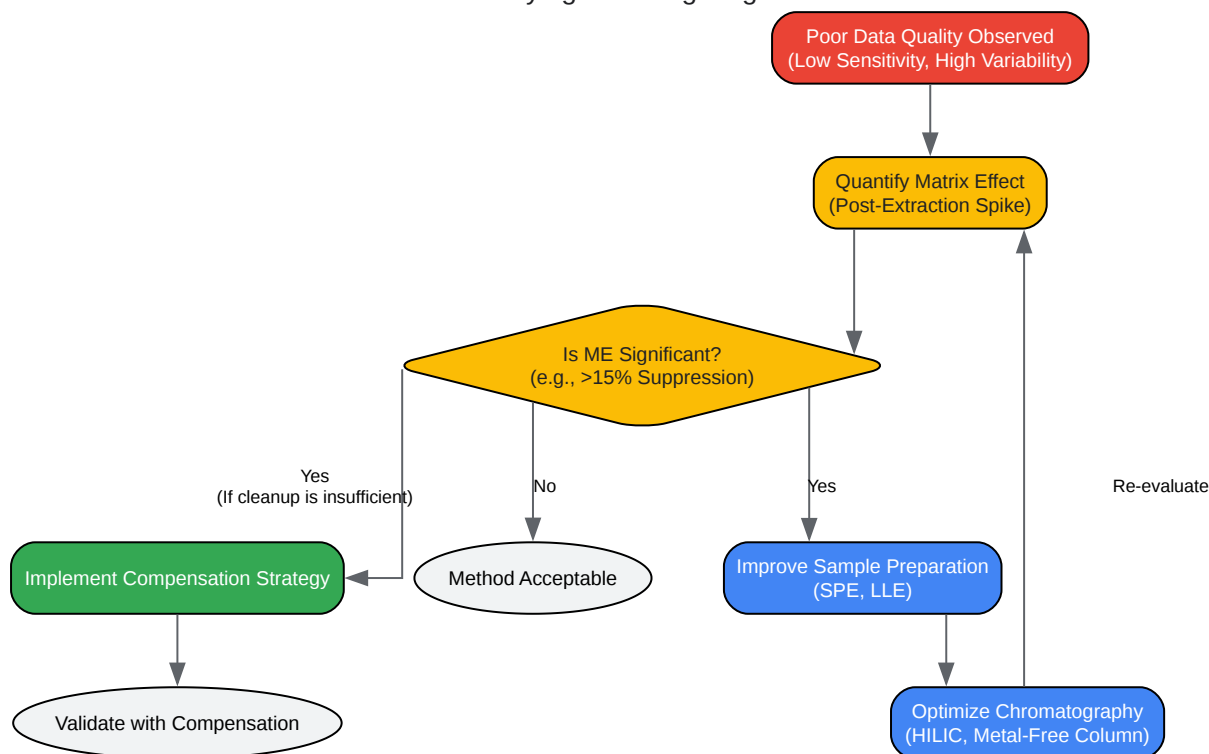 Poor Data Quality Observed
(Low Sensitivity, High Variability)
Quantify Matrix Effect
(Post-Extraction Spike)
Is ME Significant?
(e.g., >15% Suppression)
Yes
(If cleanup is insufficient)
No
Yes
Re-evaluate
Implement Compensation Strategy
Method Acceptable
Improve Sample Preparation
(SPE, LLE)
Validate with Compensation
Optimize Chromatography
(HILIC, Metal-Free Column)